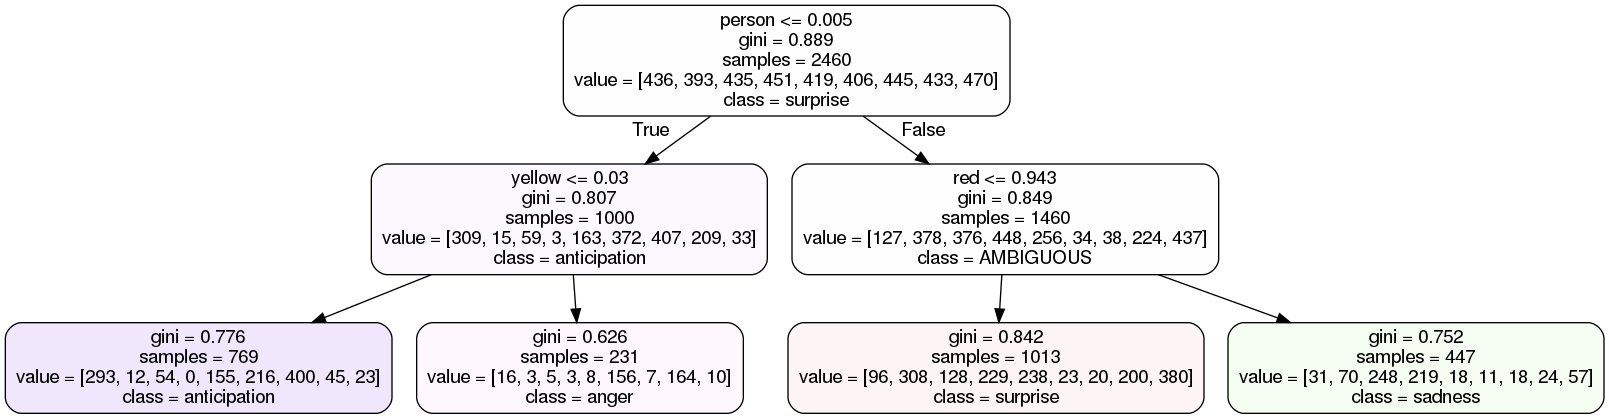 person <= 0.005
gini = 0.889
samples = 2460
value = [436, 393, 435, 451, 419, 406, 445, 433, 470]
class = surprise
True
False
yellow <= 0.03
gini = 0.807
samples = 1000
value = [309, 15, 59, 3, 163, 372, 407, 209, 33]
class = anticipation
red <= 0.943
gini = 0.849
samples = 1460
value = [127, 378, 376, 448, 256, 34, 38, 224, 437]
class = AMBIGUOUS
gini = 0.776
samples = 769
value = [293, 12, 54, 0, 155, 216, 400, 45, 23]
class = anticipation
gini = 0.626
samples = 231
value = [16, 3, 5, 3, 8, 156, 7, 164, 10]
class = anger
gini = 0.842
samples = 1013
value = [96, 308, 128, 229, 238, 23, 20, 200, 380]
class = surprise
gini = 0.752
samples = 447
value = [31, 70, 248, 219, 18, 11, 18, 24, 57]
class = sadness